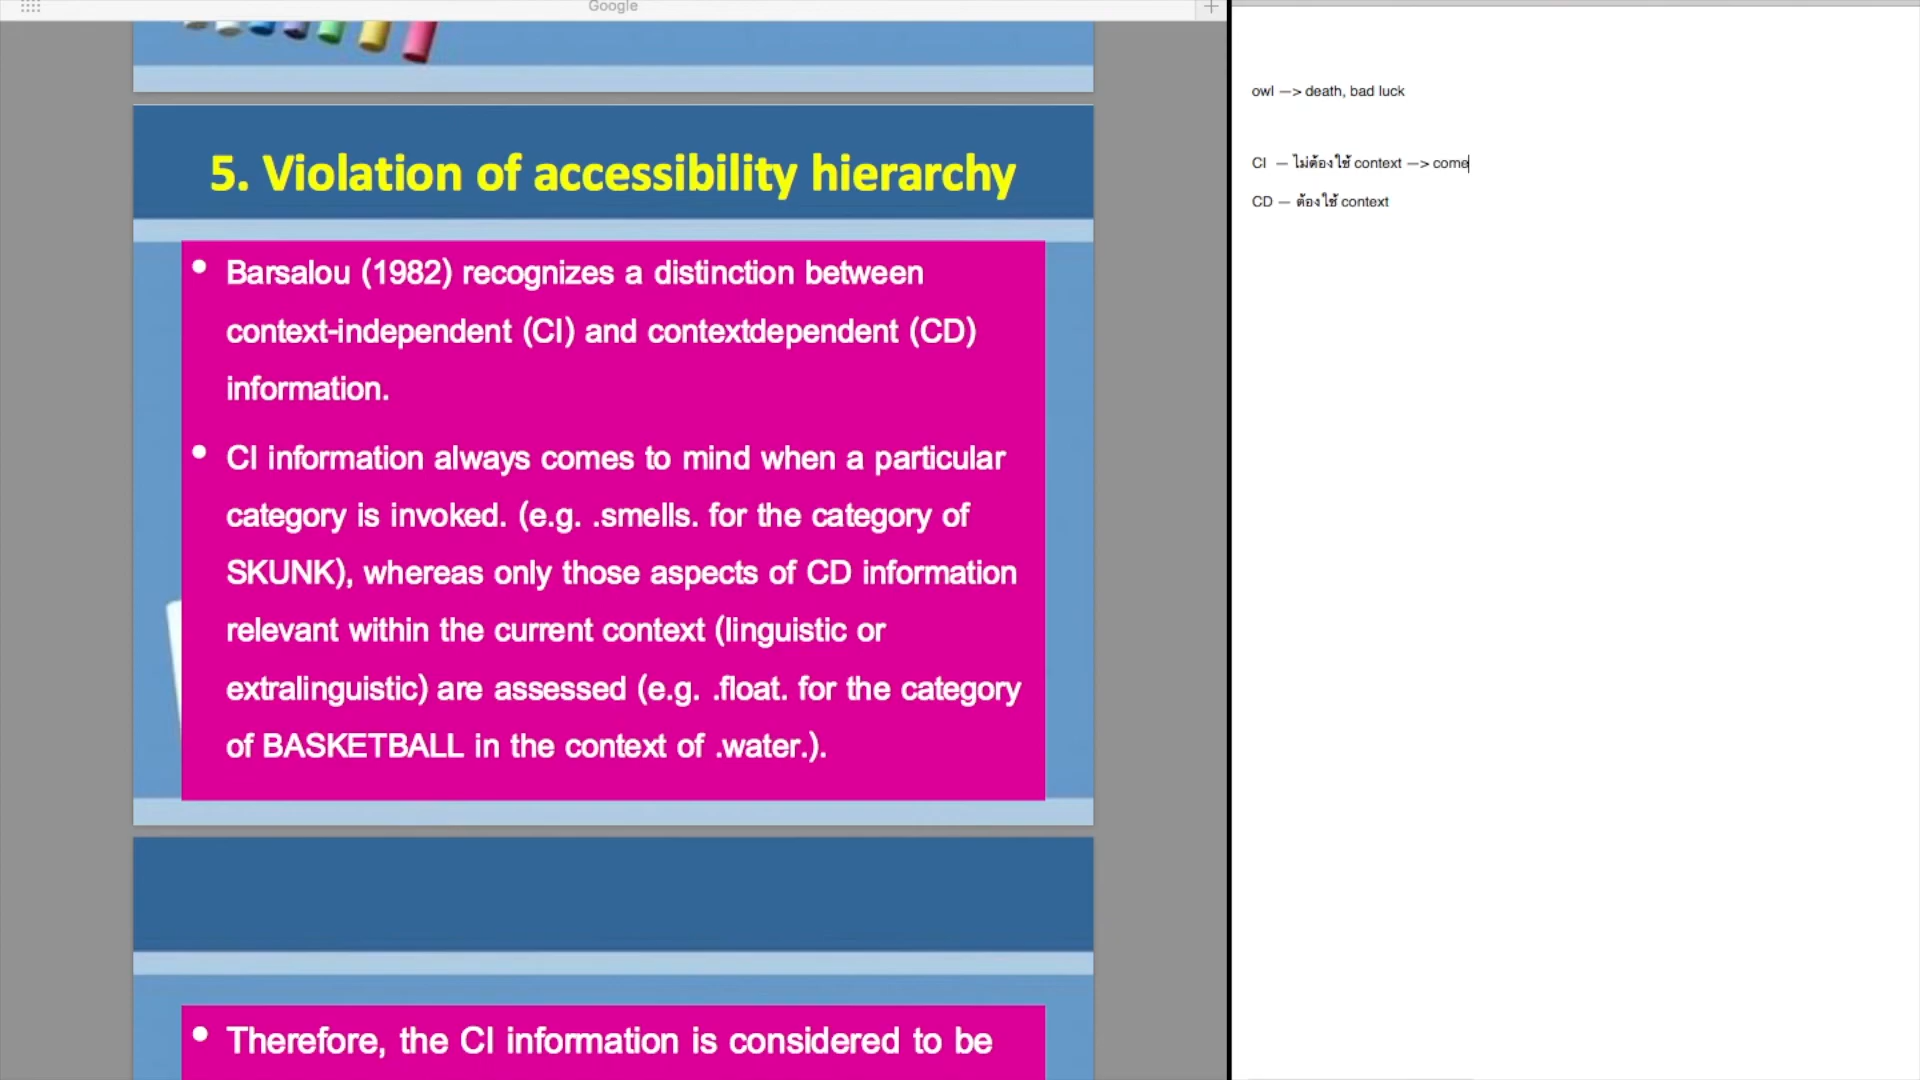 Google
5. Violation of accessibility hierarchy
• Barsalou (1982) recognizes a distinction between
context-independent (CI) and contextdependent (CD)
information.
• CI information always comes to mind when a particular
category is invoked. (e.g. .smells. for the category of
SKUNK), whereas only those aspects of CD information
relevant within the current context (linguistic or
extralinguistic) are assessed (e.g. .float. for the category
of BASKETBALL in the context of .water.).
• Therefore, the CI information is considered to be
owl —> death, bad luck
CI – ไม่ต้องใช้ context —> come
CD – ต้องใช้ context